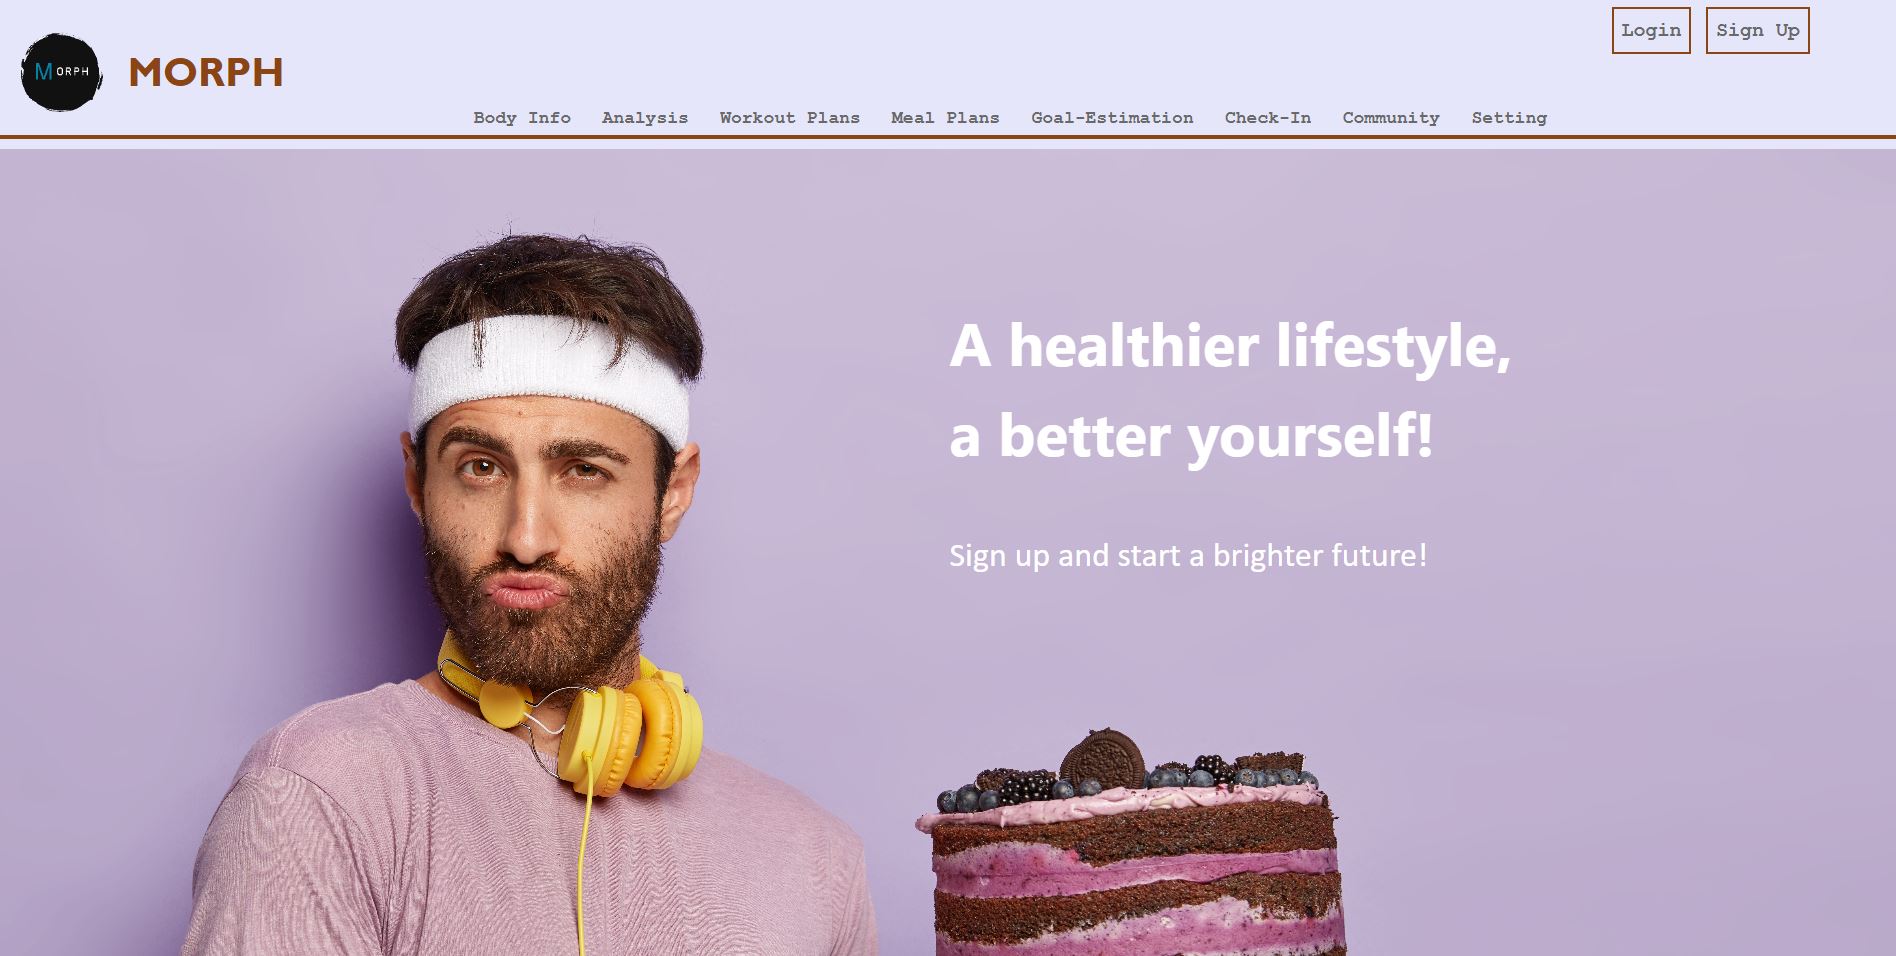 Login Sign Up
MORPH MORPH
Body Info Analysis Workout Plans Meal Plans Goal-Estimation Check-In Community Setting
A healthier lifestyle,
a better yourself!
Sign up and start a brighter future!